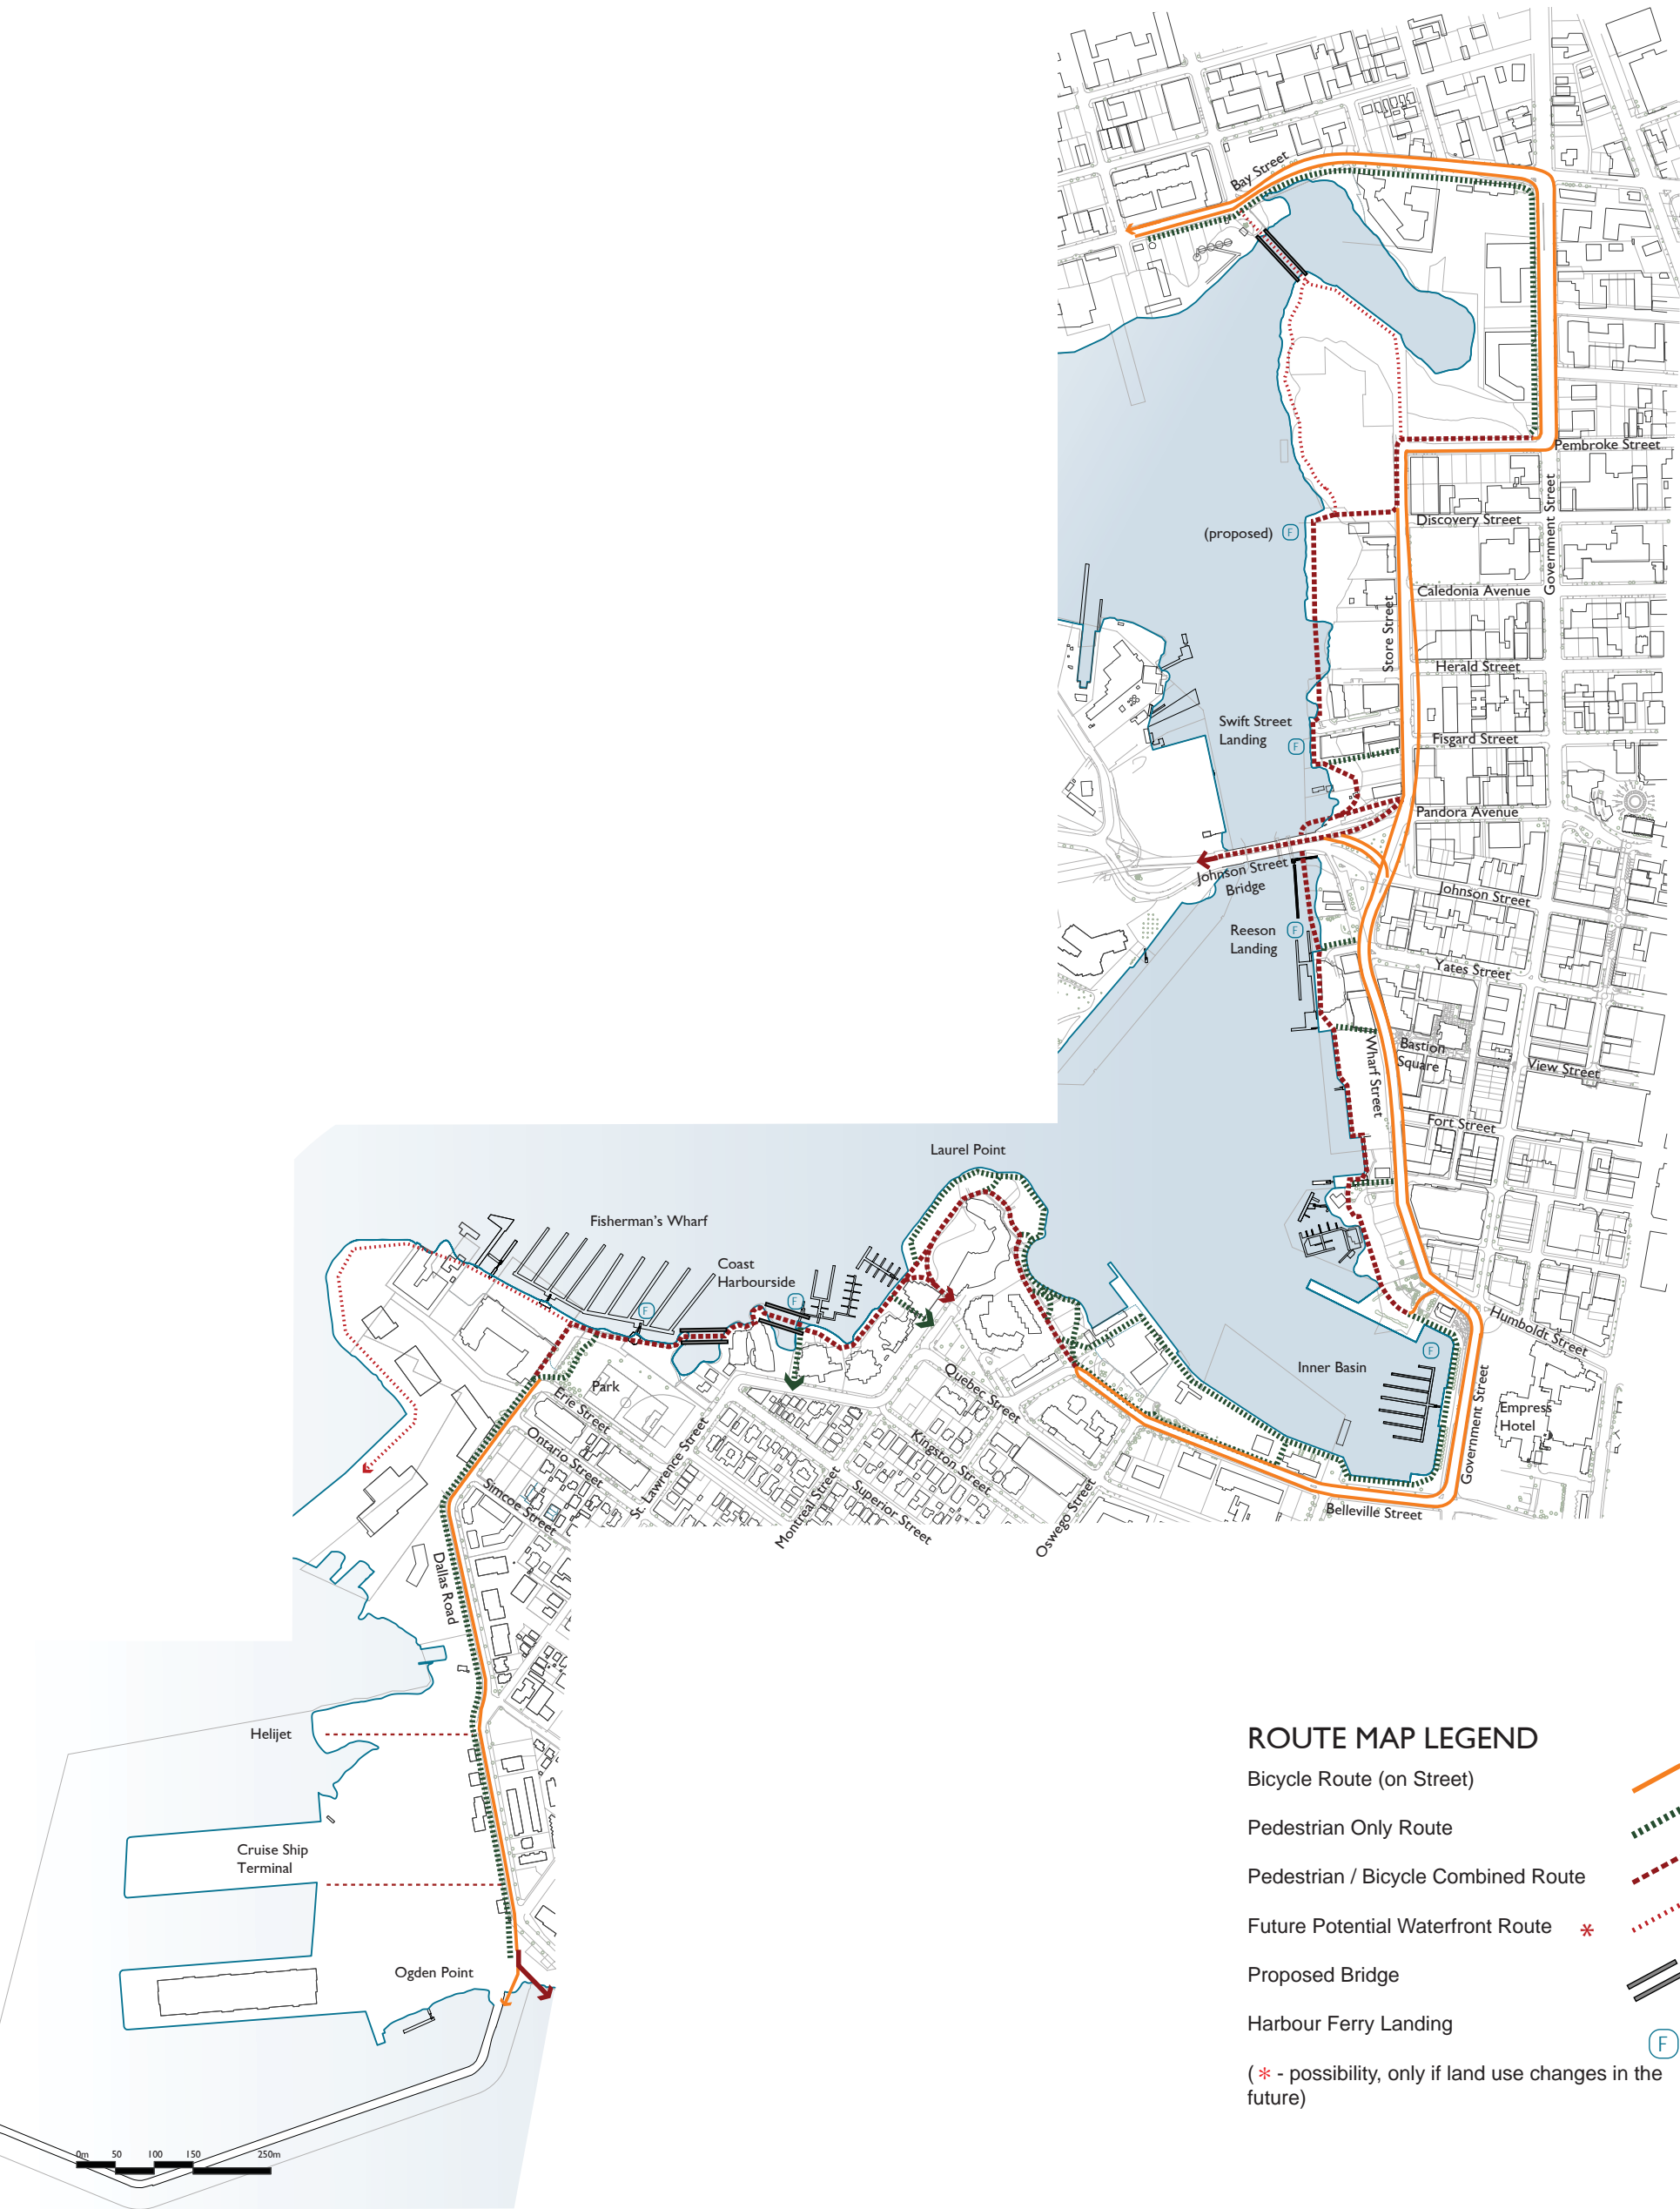 Bay Street
Pembroke Street
Government Street
Discovery Street
(proposed) F
Caledonia Avenue
Store Street
Herald Street
Swift Street
Landing
F
Fisgard Street
Pandora Avenue
Johnson Street
Bridge
Johnson Street
Reeson
Landing
F
Yates Street
Wharf Street
Bastion
Square
View Street
Fort Street
Laurel Point
Fisherman's Wharf
Coast
Harbourside
F
F
Humboldt Street
F
Inner Basin
Government Street
Empress
Hotel
Park
Erie Street
Quebec Street
Ontario Street
St. Lawrence Street
Kingston Street
Simcoe Street
Montreal Street
Superior Street
Oswego Street
Belleville Street
Dallas Road
Helijet
Cruise Ship
Terminal
Ogden Point
0m 50 100 150 250m
ROUTE MAP LEGEND
Bicycle Route (on Street)
Pedestrian Only Route
Pedestrian / Bicycle Combined Route
Future Potential Waterfront Route *
Proposed Bridge
Harbour Ferry Landing
F
( * - possibility, only if land use changes in the
future)